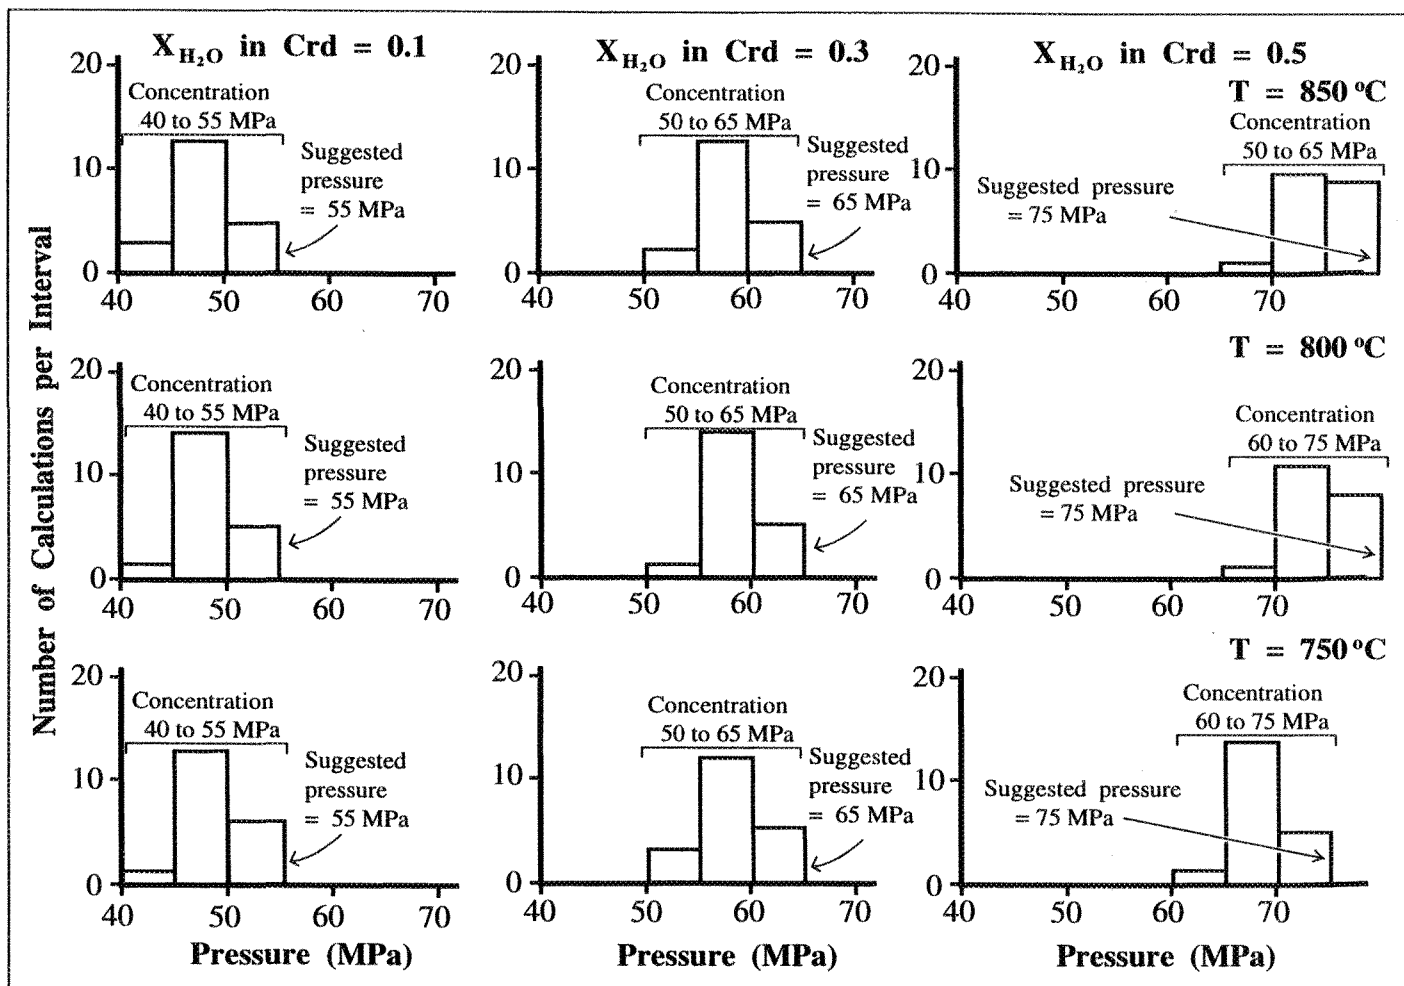 X_H₂O in Crd = 0.1
X_H₂O in Crd = 0.3
X_H₂O in Crd = 0.5
T = 850 °C
Number of Calculations per Interval
20
10
0
Concentration
40 to 55 MPa
Suggested
pressure
= 55 MPa
40 50 60 70
20
10
0
Concentration
50 to 65 MPa
Suggested
pressure
= 65 MPa
40 50 60 70
20
10
0
Concentration
50 to 65 MPa
Suggested pressure
= 75 MPa
40 50 60 70
T = 800 °C
20
10
0
Concentration
40 to 55 MPa
Suggested
pressure
= 55 MPa
40 50 60 70
20
10
0
Concentration
50 to 65 MPa
Suggested
pressure
= 65 MPa
40 50 60 70
20
10
0
Concentration
60 to 75 MPa
Suggested pressure
= 75 MPa
40 50 60 70
T = 750 °C
20
10
0
Concentration
40 to 55 MPa
Suggested
pressure
= 55 MPa
40 50 60 70
Pressure (MPa)
20
10
0
Concentration
50 to 65 MPa
Suggested
pressure
= 65 MPa
40 50 60 70
Pressure (MPa)
20
10
0
Concentration
60 to 75 MPa
Suggested pressure
= 75 MPa
40 50 60 70
Pressure (MPa)